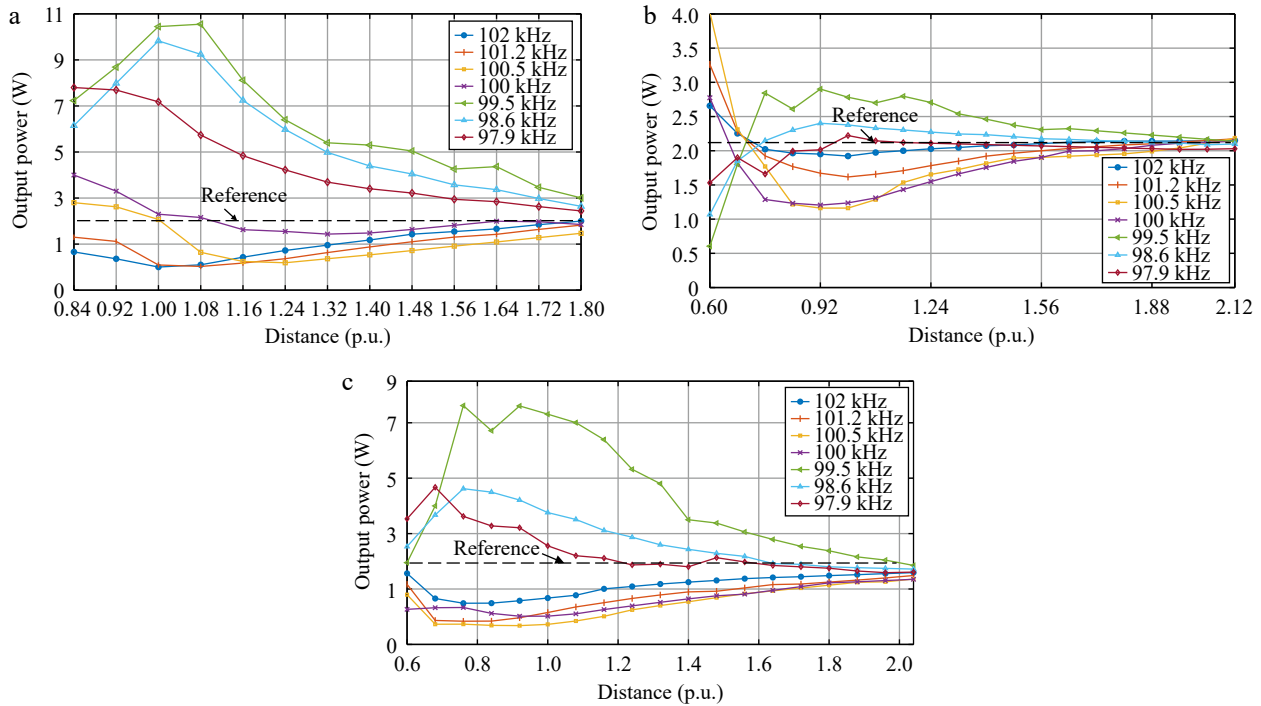 a
Output power (W)
11
9
7
5
3
2
1
0
0.84 0.92 1.00 1.08 1.16 1.24 1.32 1.40 1.48 1.56 1.64 1.72 1.80
Distance (p.u.)
Reference
102 kHz
101.2 kHz
100.5 kHz
100 kHz
99.5 kHz
98.6 kHz
97.9 kHz
b
Output power (W)
4.0
3.5
3.0
2.5
2.0
1.5
1.0
0.5
0
0.60 0.92 1.24 1.56 1.88 2.12
Distance (p.u.)
Reference
102 kHz
101.2 kHz
100.5 kHz
100 kHz
99.5 kHz
98.6 kHz
97.9 kHz
c
Output power (W)
9
7
5
3
1
0
0.6 0.8 1.0 1.2 1.4 1.6 1.8 2.0
Distance (p.u.)
Reference
102 kHz
101.2 kHz
100.5 kHz
100 kHz
99.5 kHz
98.6 kHz
97.9 kHz